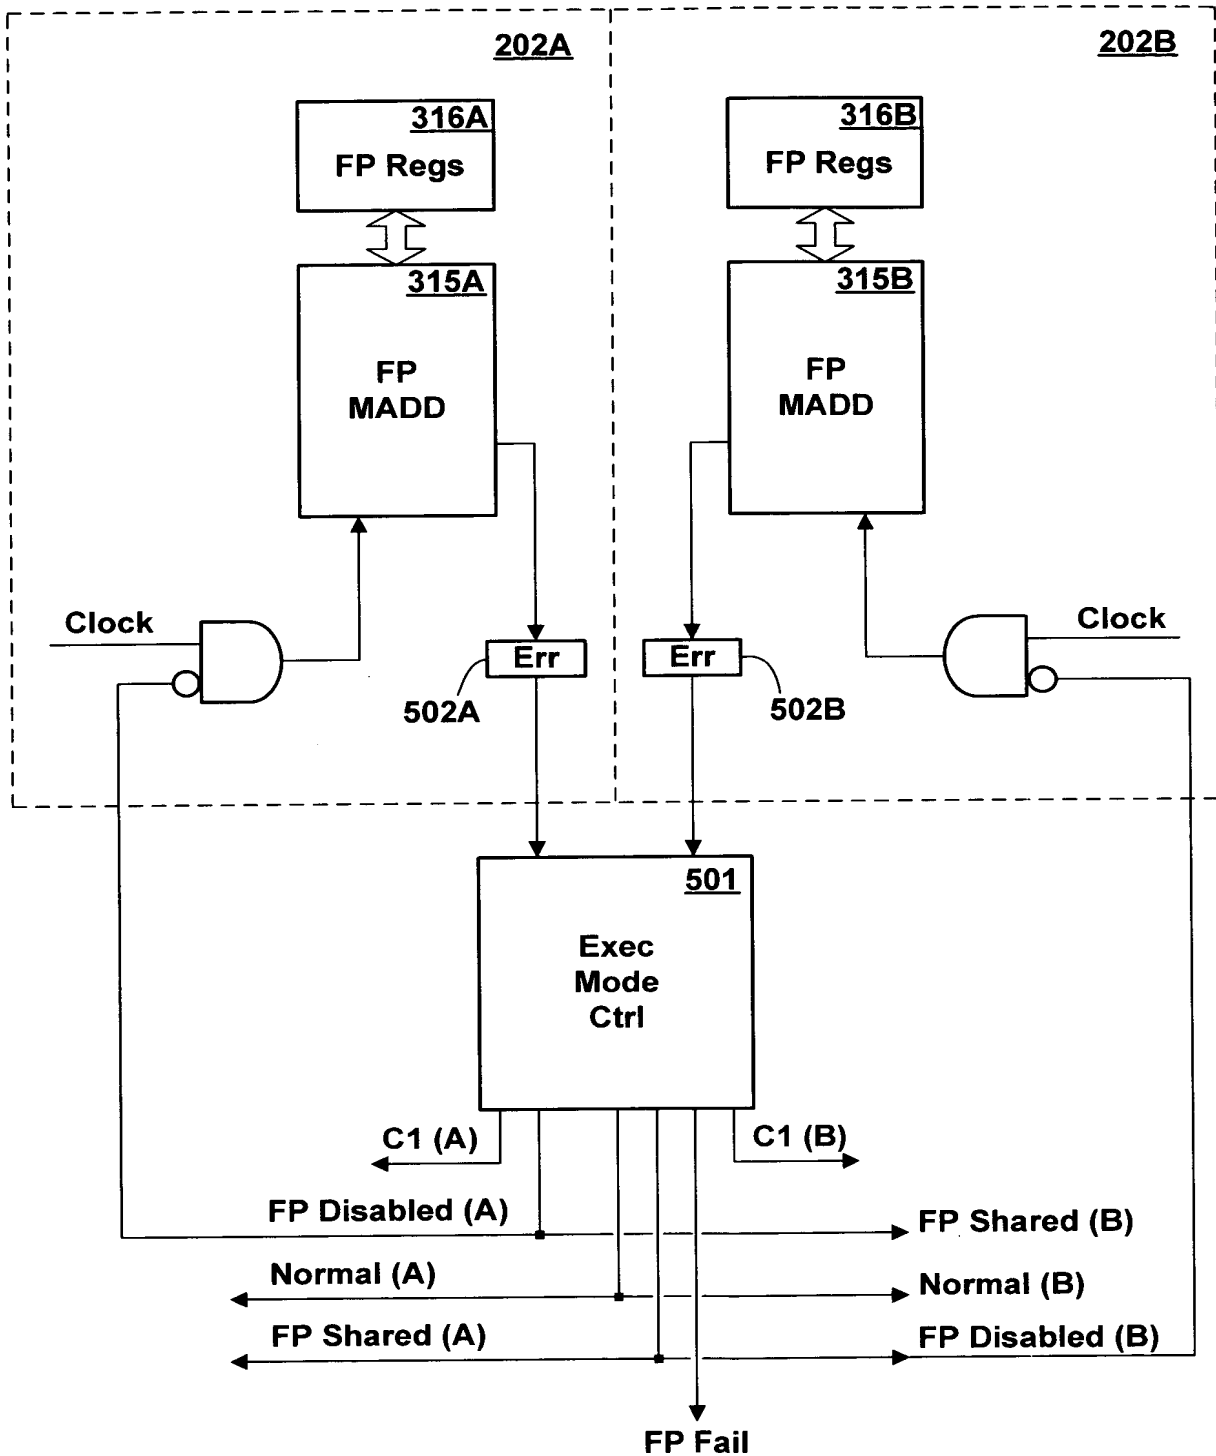 202A
202B
316A
FP Regs
316B
FP Regs
315A
FP
MADD
315B
FP
MADD
Clock
Clock
Err
Err
502A
502B
501
Exec
Mode
Ctrl
C1 (A)
C1 (B)
FP Disabled (A)
FP Shared (B)
Normal (A)
Normal (B)
FP Shared (A)
FP Disabled (B)
FP Fail